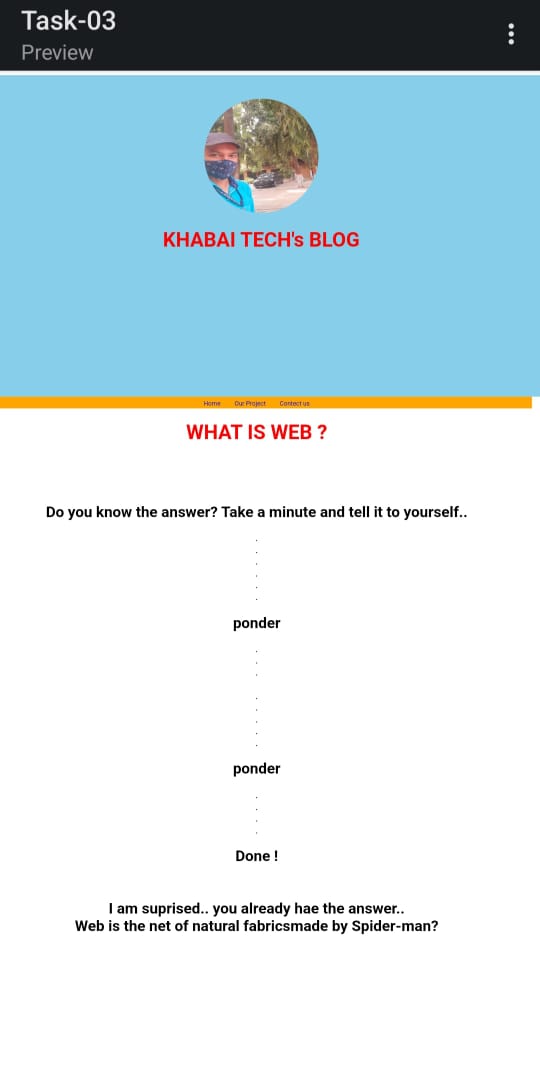 Task-03
Preview
KHABAI TECH's BLOG
Home Our Project Contect us
WHAT IS WEB ?
Do you know the answer? Take a minute and tell it to yourself..
.
.
.
.
.
.
ponder
.
.
.
.
.
.
.
.
ponder
.
.
.
.
Done !
I am suprised.. you already hae the answer..
Web is the net of natural fabricsmade by Spider-man?